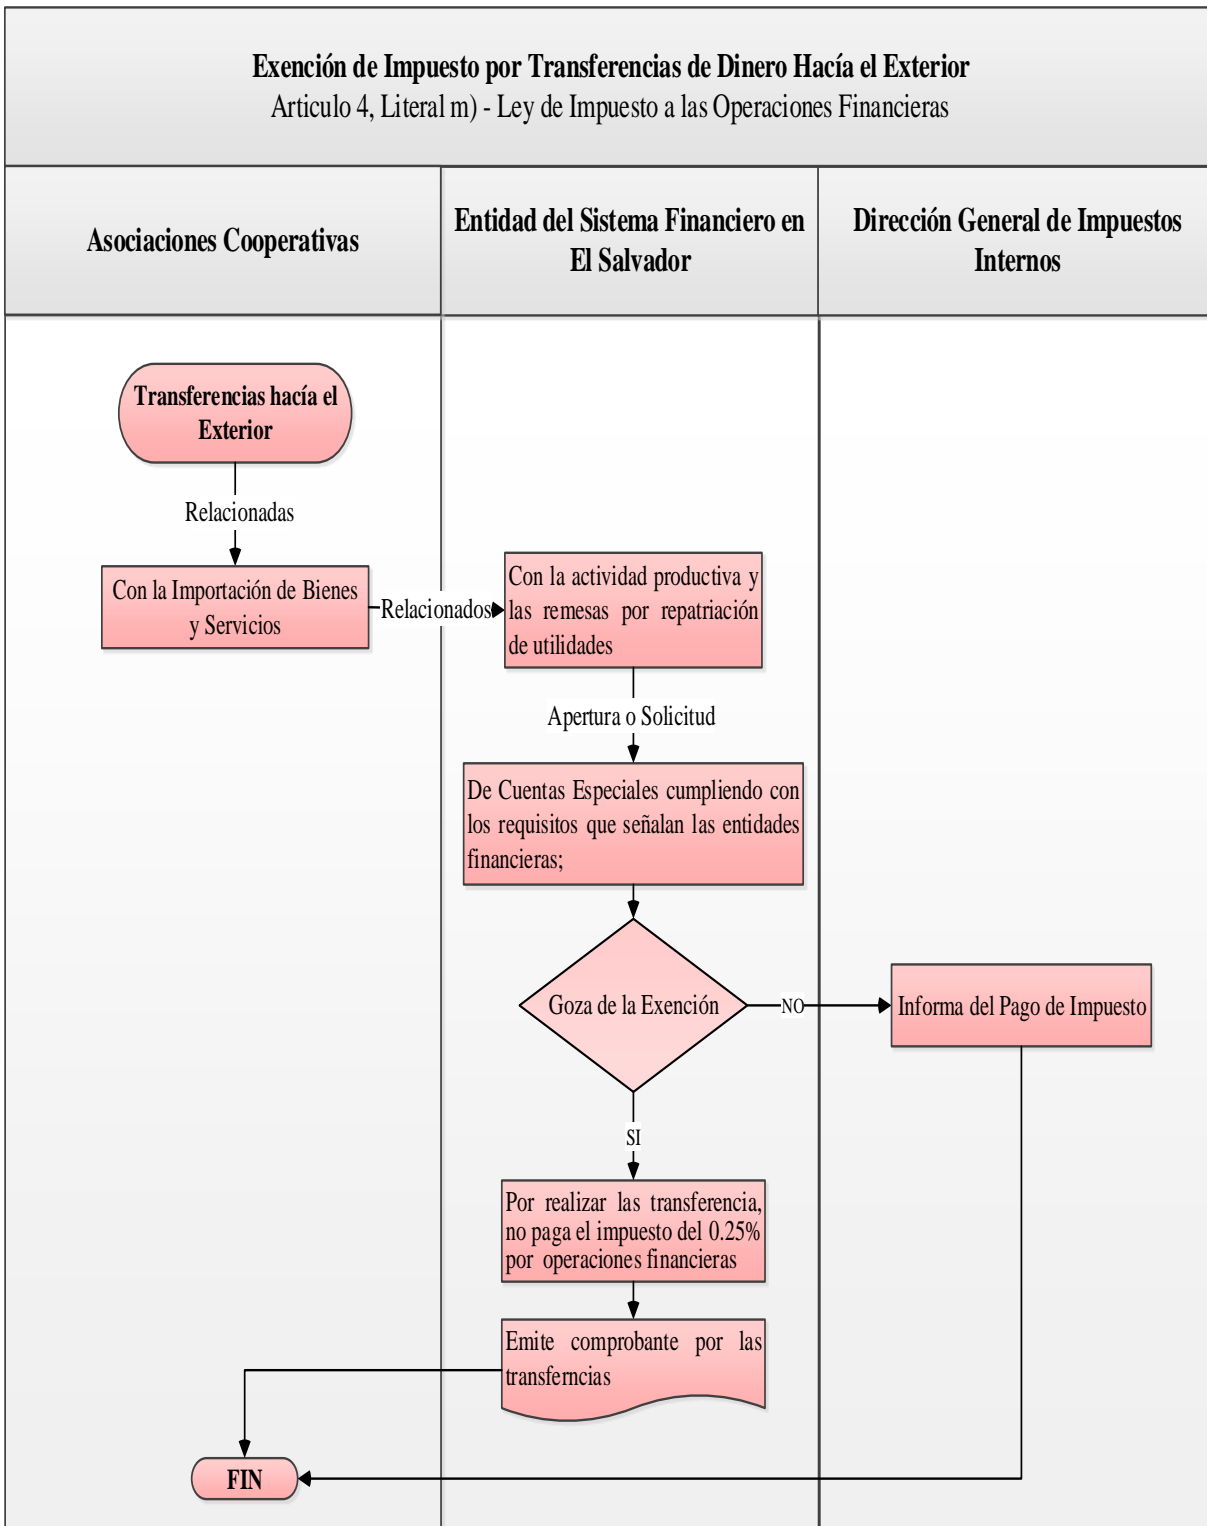 Exención de Impuesto por Transferencias de Dinero Hacía el Exterior
Articulo 4, Literal m) - Ley de Impuesto a las Operaciones Financieras
Asociaciones Cooperativas
Entidad del Sistema Financiero en
El Salvador
Dirección General de Impuestos
Internos
Transferencias hacía el
Exterior
Relacionadas
Con la Importación de Bienes
y Servicios
Relacionados
Con la actividad productiva y
las remesas por repatriación
de utilidades
Apertura o Solicitud
De Cuentas Especiales cumpliendo con
los requisitos que señalan las entidades
financieras;
Goza de la Exención
NO
Informa del Pago de Impuesto
SI
Por realizar las transferencia,
no paga el impuesto del 0.25%
por operaciones financieras
Emite comprobante por las
transferncias
FIN